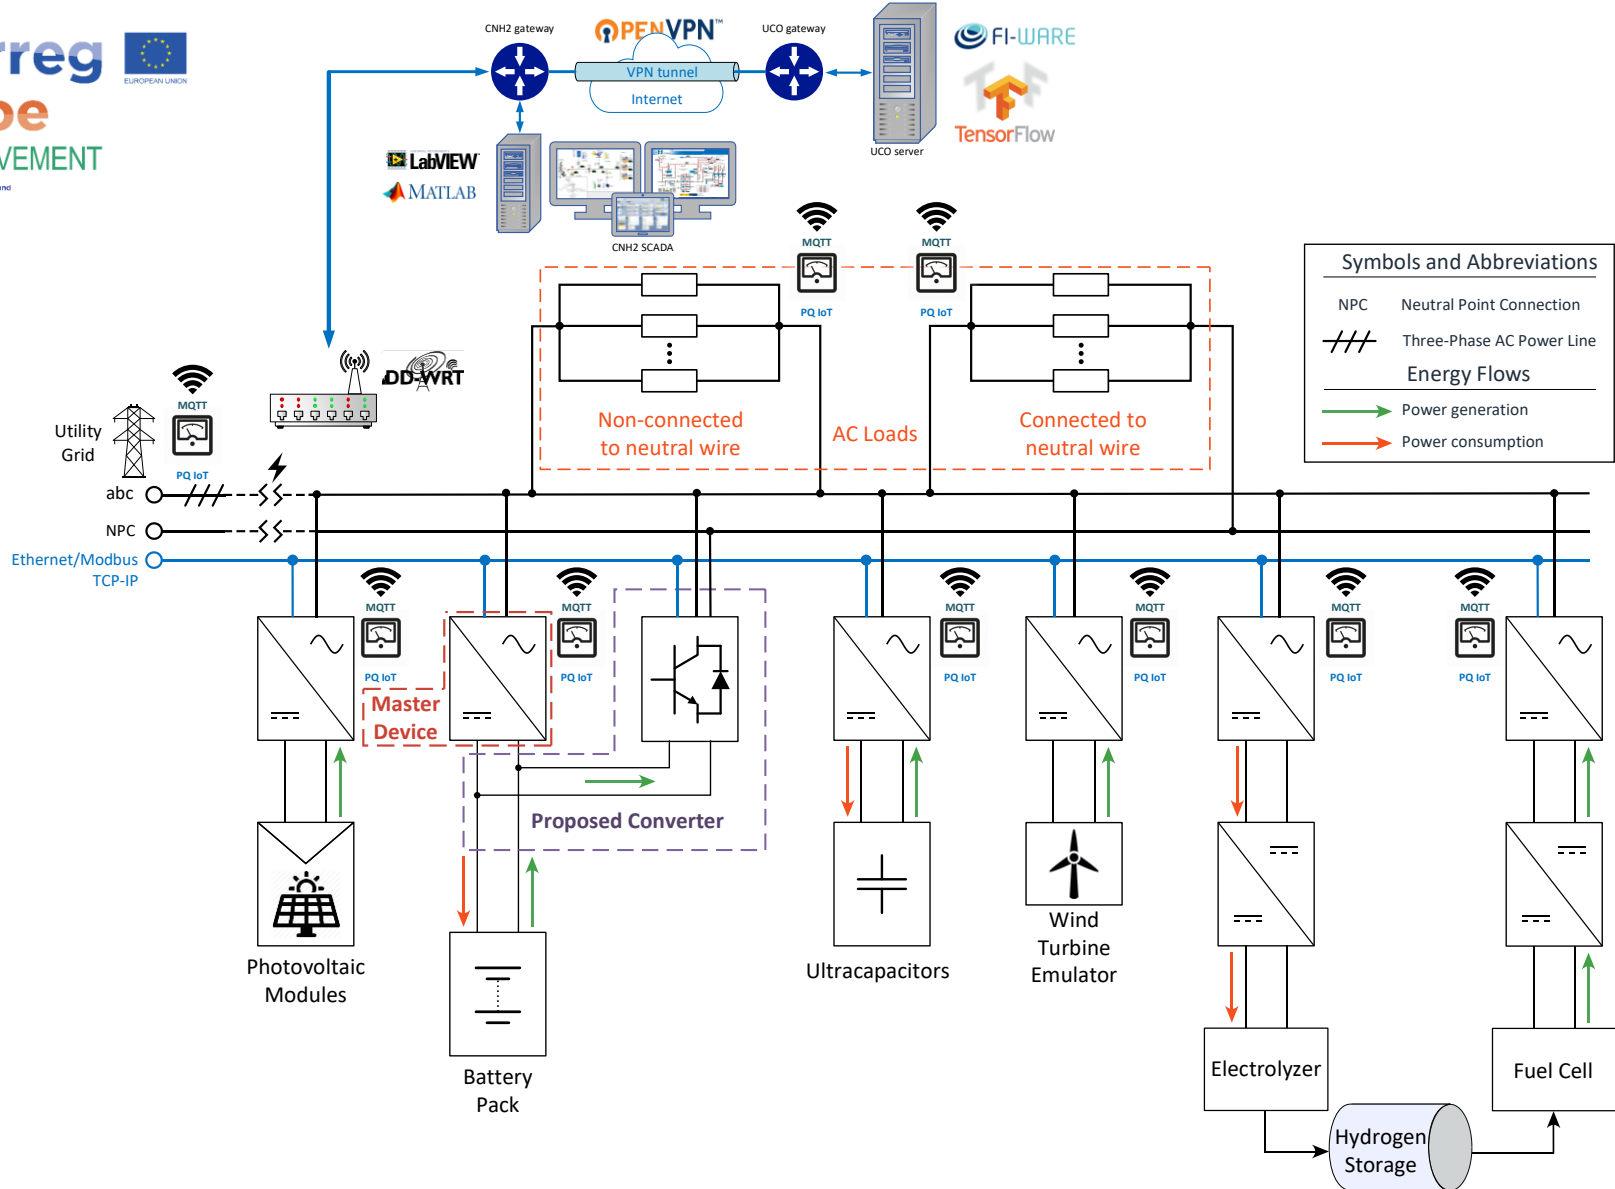 rreg
EUROPEAN UNION
pe
VEMENT
und
CNH2 gateway
OPENVPN™
UCO gateway
VPN tunnel
Internet
FI-WARE
TensorFlow
UCO server
LabVIEW
MATLAB
CNH2 SCADA
MQTT
PQ IoT
MQTT
PQ IoT
Symbols and Abbreviations
NPC Neutral Point Connection
Three-Phase AC Power Line
Energy Flows
Power generation
Power consumption
DD-WRT
Non-connected
to neutral wire
AC Loads
Connected to
neutral wire
Utility
Grid
MQTT
PQ IoT
abc
NPC
Ethernet/Modbus
TCP-IP
MQTT
PQ IoT
MQTT
PQ IoT
MQTT
PQ IoT
MQTT
PQ IoT
MQTT
PQ IoT
MQTT
PQ IoT
Master
Device
Proposed Converter
Photovoltaic
Modules
Battery
Pack
Ultracapacitors
Wind
Turbine
Emulator
Electrolyzer
Fuel Cell
Hydrogen
Storage